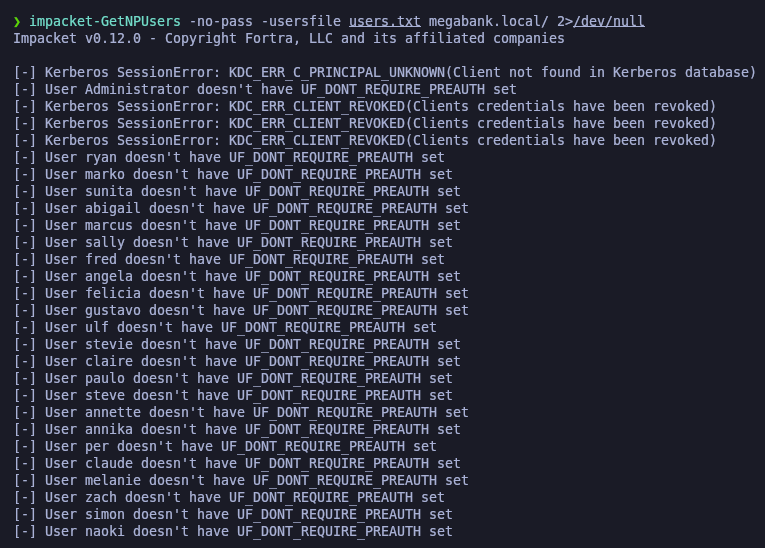 ❯ impacket-GetNPUsers -no-pass -usersfile users.txt megabank.local/ 2>/dev/null
Impacket v0.12.0 - Copyright Fortra, LLC and its affiliated companies
[-] Kerberos SessionError: KDC_ERR_C_PRINCIPAL_UNKNOWN(Client not found in Kerberos database)
[-] User Administrator doesn't have UF_DONT_REQUIRE_PREAUTH set
[-] Kerberos SessionError: KDC_ERR_CLIENT_REVOKED(Clients credentials have been revoked)
[-] Kerberos SessionError: KDC_ERR_CLIENT_REVOKED(Clients credentials have been revoked)
[-] Kerberos SessionError: KDC_ERR_CLIENT_REVOKED(Clients credentials have been revoked)
[-] User ryan doesn't have UF_DONT_REQUIRE_PREAUTH set
[-] User marko doesn't have UF_DONT_REQUIRE_PREAUTH set
[-] User sunita doesn't have UF_DONT_REQUIRE_PREAUTH set
[-] User abigail doesn't have UF_DONT_REQUIRE_PREAUTH set
[-] User marcus doesn't have UF_DONT_REQUIRE_PREAUTH set
[-] User sally doesn't have UF_DONT_REQUIRE_PREAUTH set
[-] User fred doesn't have UF_DONT_REQUIRE_PREAUTH set
[-] User angela doesn't have UF_DONT_REQUIRE_PREAUTH set
[-] User felicia doesn't have UF_DONT_REQUIRE_PREAUTH set
[-] User gustavo doesn't have UF_DONT_REQUIRE_PREAUTH set
[-] User ulf doesn't have UF_DONT_REQUIRE_PREAUTH set
[-] User stevie doesn't have UF_DONT_REQUIRE_PREAUTH set
[-] User claire doesn't have UF_DONT_REQUIRE_PREAUTH set
[-] User paulo doesn't have UF_DONT_REQUIRE_PREAUTH set
[-] User steve doesn't have UF_DONT_REQUIRE_PREAUTH set
[-] User annette doesn't have UF_DONT_REQUIRE_PREAUTH set
[-] User annika doesn't have UF_DONT_REQUIRE_PREAUTH set
[-] User per doesn't have UF_DONT_REQUIRE_PREAUTH set
[-] User claude doesn't have UF_DONT_REQUIRE_PREAUTH set
[-] User melanie doesn't have UF_DONT_REQUIRE_PREAUTH set
[-] User zach doesn't have UF_DONT_REQUIRE_PREAUTH set
[-] User simon doesn't have UF_DONT_REQUIRE_PREAUTH set
[-] User naoki doesn't have UF_DONT_REQUIRE_PREAUTH set